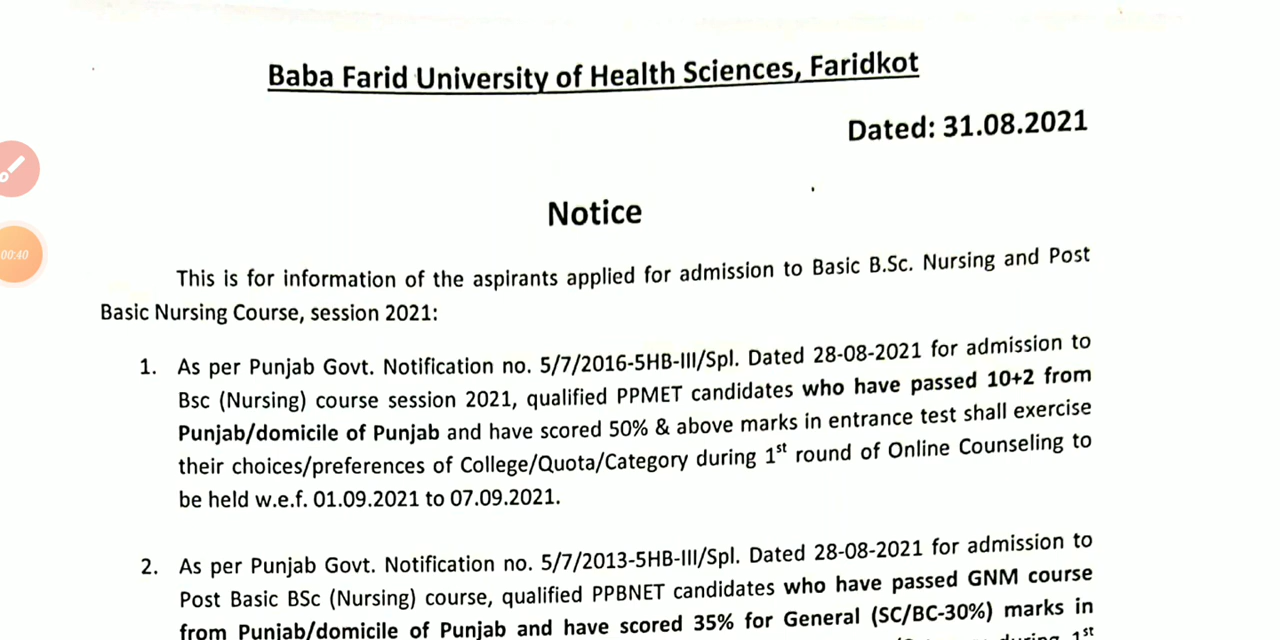 Baba Farid University of Health Sciences, Faridkot
Dated: 31.08.2021
Notice
00:40
This is for information of the aspirants applied for admission to Basic B.Sc. Nursing and Post
Basic Nursing Course, session 2021:
1. As per Punjab Govt. Notification no. 5/7/2016-5HB-III/Spl. Dated 28-08-2021 for admission to
Bsc (Nursing) course session 2021, qualified PPMET candidates who have passed 10+2 from
Punjab/domicile of Punjab and have scored 50% & above marks in entrance test shall exercise
their choices/preferences of College/Quota/Category during 1st round of Online Counseling to
be held w.e.f. 01.09.2021 to 07.09.2021.
2. As per Punjab Govt. Notification no. 5/7/2013-5HB-III/Spl. Dated 28-08-2021 for admission to
Post Basic BSc (Nursing) course, qualified PPBNET candidates who have passed GNM course
from Punjab/domicile of Punjab and have scored 35% for General (SC/BC-30%) marks in
during 1st